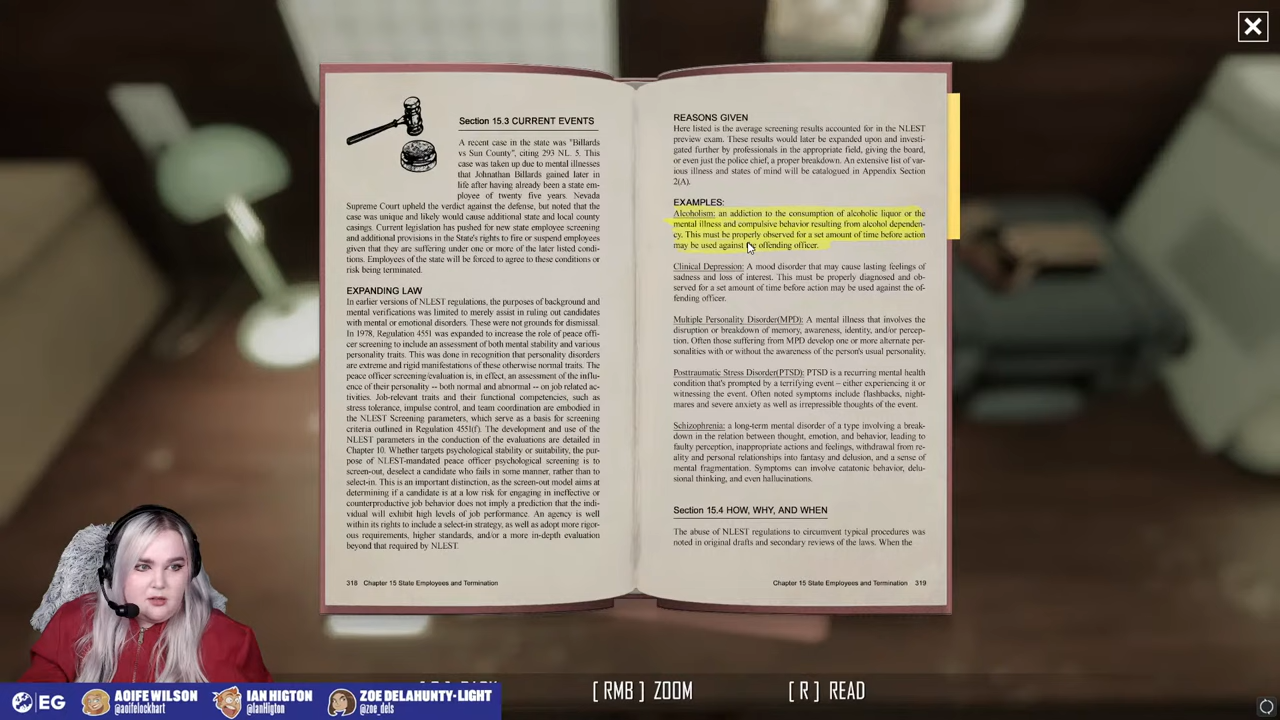 Section 15.3 CURRENT EVENTS
A recent case in the state was "Billards
vs Sun County", citing 293 NL. 5. This
case was taken up due to mental illnesses
that Johnathan Billards gained later in
life after having already been a state em-
ployee of twenty five years. Nevada
Supreme Court upheld the verdict against the defense, but noted that the
case was unique and likely would cause additional state and local county
casings. Current legislation has pushed for new state employee screening
and additional provisions in the State's rights to fire or suspend employees
given that they are suffering under one or more of the later listed condi-
tions. Employees of the state will be forced to agree to these conditions or
risk being terminated.
EXPANDING LAW
In earlier versions of NLEST regulations, the purposes of background and
mental verifications was limited to merely assist in ruling out candidates
with mental or emotional disorders. These were not grounds for dismissal.
In 1978, Regulation 4551 was expanded to increase the role of peace offi-
cer screening to include an assessment of both mental stability and various
personality traits. This was done in recognition that personality disorders
are extreme and rigid manifestations of these otherwise normal traits. The
peace officer screening/evaluation is, in effect, an assessment of the influ-
ence of their personality -- both normal and abnormal -- on job related ac-
tivities. Job-relevant traits and their functional competencies, such as
stress tolerance, impulse control, and team coordination are embodied in
the NLEST Screening parameters, which serve as a basis for screening
criteria outlined in Regulation 4551(f'). The development and use of the
NLEST parameters in the conduction of the evaluations are detailed in
Chapter 10. Whether targets psychological stability or suitability, the pur-
pose of NLEST-mandated peace officer psychological screening is to
screen-out, deselect a candidate who fails in some manner, rather than to
select-in. This is an important distinction, as the screen-out model aims at
determining if a candidate is at a low risk for engaging in ineffective or
counterproductive job behavior does not imply a prediction that the indi-
vidual will exhibit high levels of job performance. An agency is well
within its rights to include a select-in strategy, as well as adopt more rigor-
ous requirements, higher standards, and/or a more in-depth evaluation
beyond that required by NLEST.
318 Chapter 15 State Employees and Termination
REASONS GIVEN
Here listed is the average screening results accounted for in the NLEST
preview exam. These results would later be expanded upon and investi-
gated further by professionals in the appropriate field, giving the board,
or even just the police chief, a proper breakdown. An extensive list of var-
ious illness and states of mind will be catalogued in Appendix Section
2(A).
EXAMPLES:
Alcoholism: an addiction to the consumption of alcoholic liquor or the
mental illness and compulsive behavior resulting from alcohol dependen-
cy. This must be properly observed for a set amount of time before action
may be used against the offending officer.
Clinical Depression: A mood disorder that may cause lasting feelings of
sadness and loss of interest. This must be properly diagnosed and ob-
served for a set amount of time before action may be used against the of-
fending officer.
Multiple Personality Disorder(MPD): A mental illness that involves the
disruption or breakdown of memory, awareness, identity, and/or percep-
tion. Often those suffering from MPD develop one or more alternate per-
sonalities with or without the awareness of the person's usual personality.
Posttraumatic Stress Disorder(PTSD): PTSD is a recurring mental health
condition that's prompted by a terrifying event – either experiencing it or
witnessing the event. Often noted symptoms include flashbacks, night-
mares and severe anxiety as well as irrepressible thoughts of the event.
Schizophrenia: a long-term mental disorder of a type involving a break-
down in the relation between thought, emotion, and behavior, leading to
faulty perception, inappropriate actions and feelings, withdrawal from re-
ality and personal relationships into fantasy and delusion, and a sense of
mental fragmentation. Symptoms can involve catatonic behavior, delu-
sional thinking, and even hallucinations.
Section 15.4 HOW, WHY, AND WHEN
The abuse of NLEST regulations to circumvent typical procedures was
noted in original drafts and secondary reviews of the laws. When the
Chapter 15 State Employees and Termination 319
[ RMB ] ZOOM
[ R ] READ
EG
AOIFE WILSON
@aoifelockhart
IAN HIGTON
@IanHigton
ZOE DELAHUNTY-LIGHT
@zoe_dels